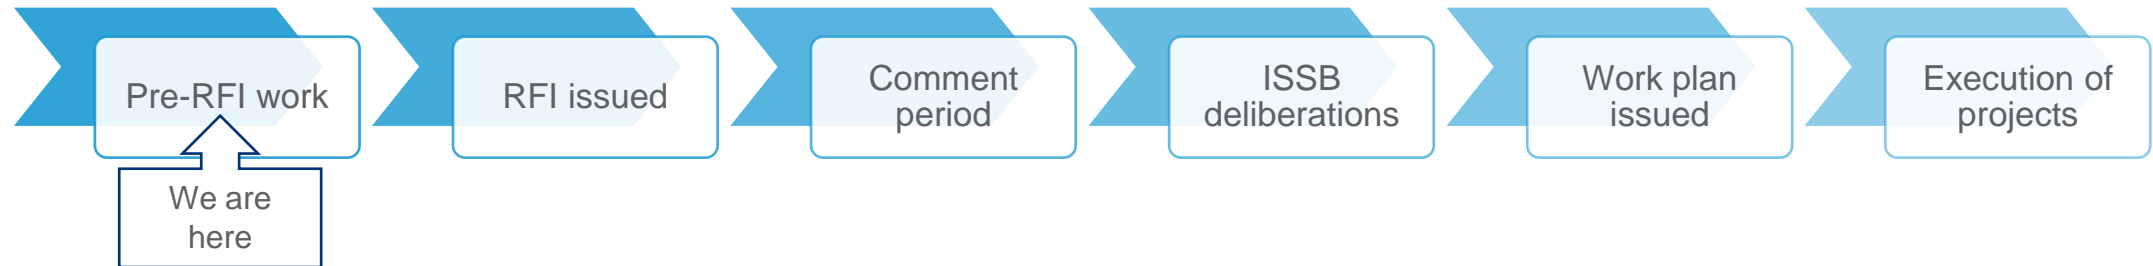 Pre-RFI work
RFI issued
Comment
period
ISSB
deliberations
Work plan
issued
Execution of
projects
We are
here